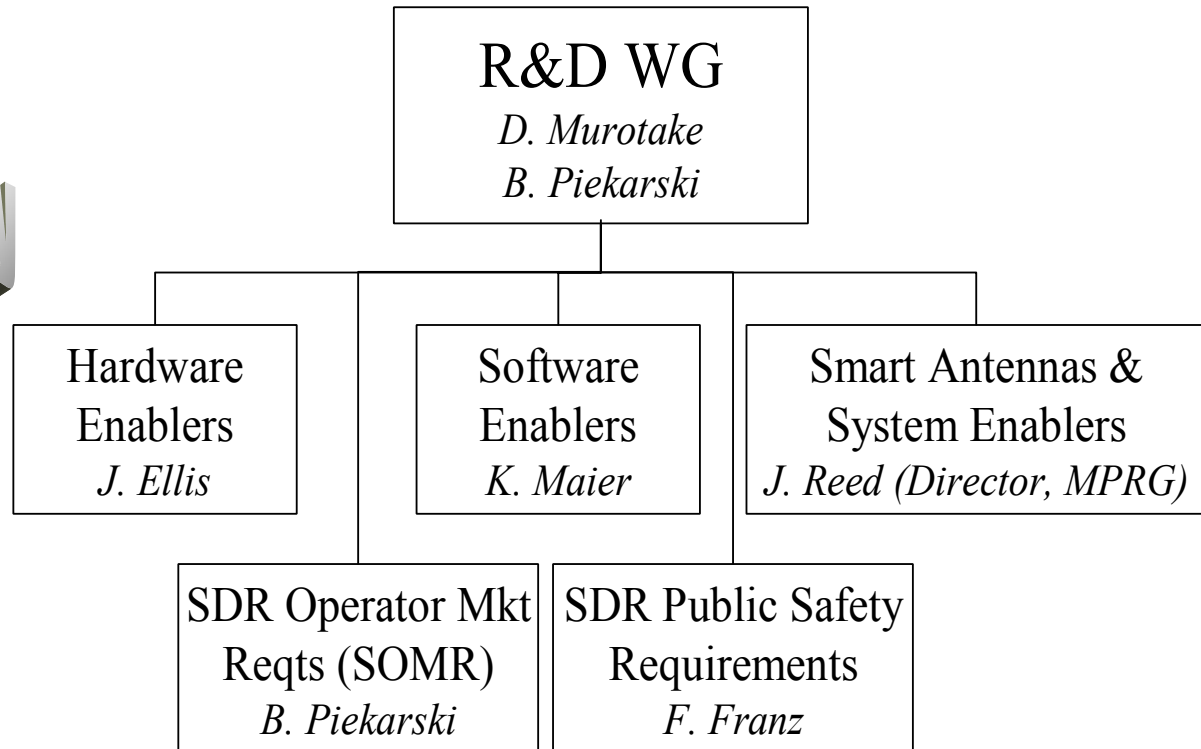 R&D WG
D. Murotake
B. Piekarski
Hardware
Enablers
J. Ellis
Software
Enablers
K. Maier
Smart Antennas &
System Enablers
J. Reed (Director, MPRG)
SDR Operator Mkt
Reqts (SOMR)
B. Piekarski
SDR Public Safety
Requirements
F. Franz